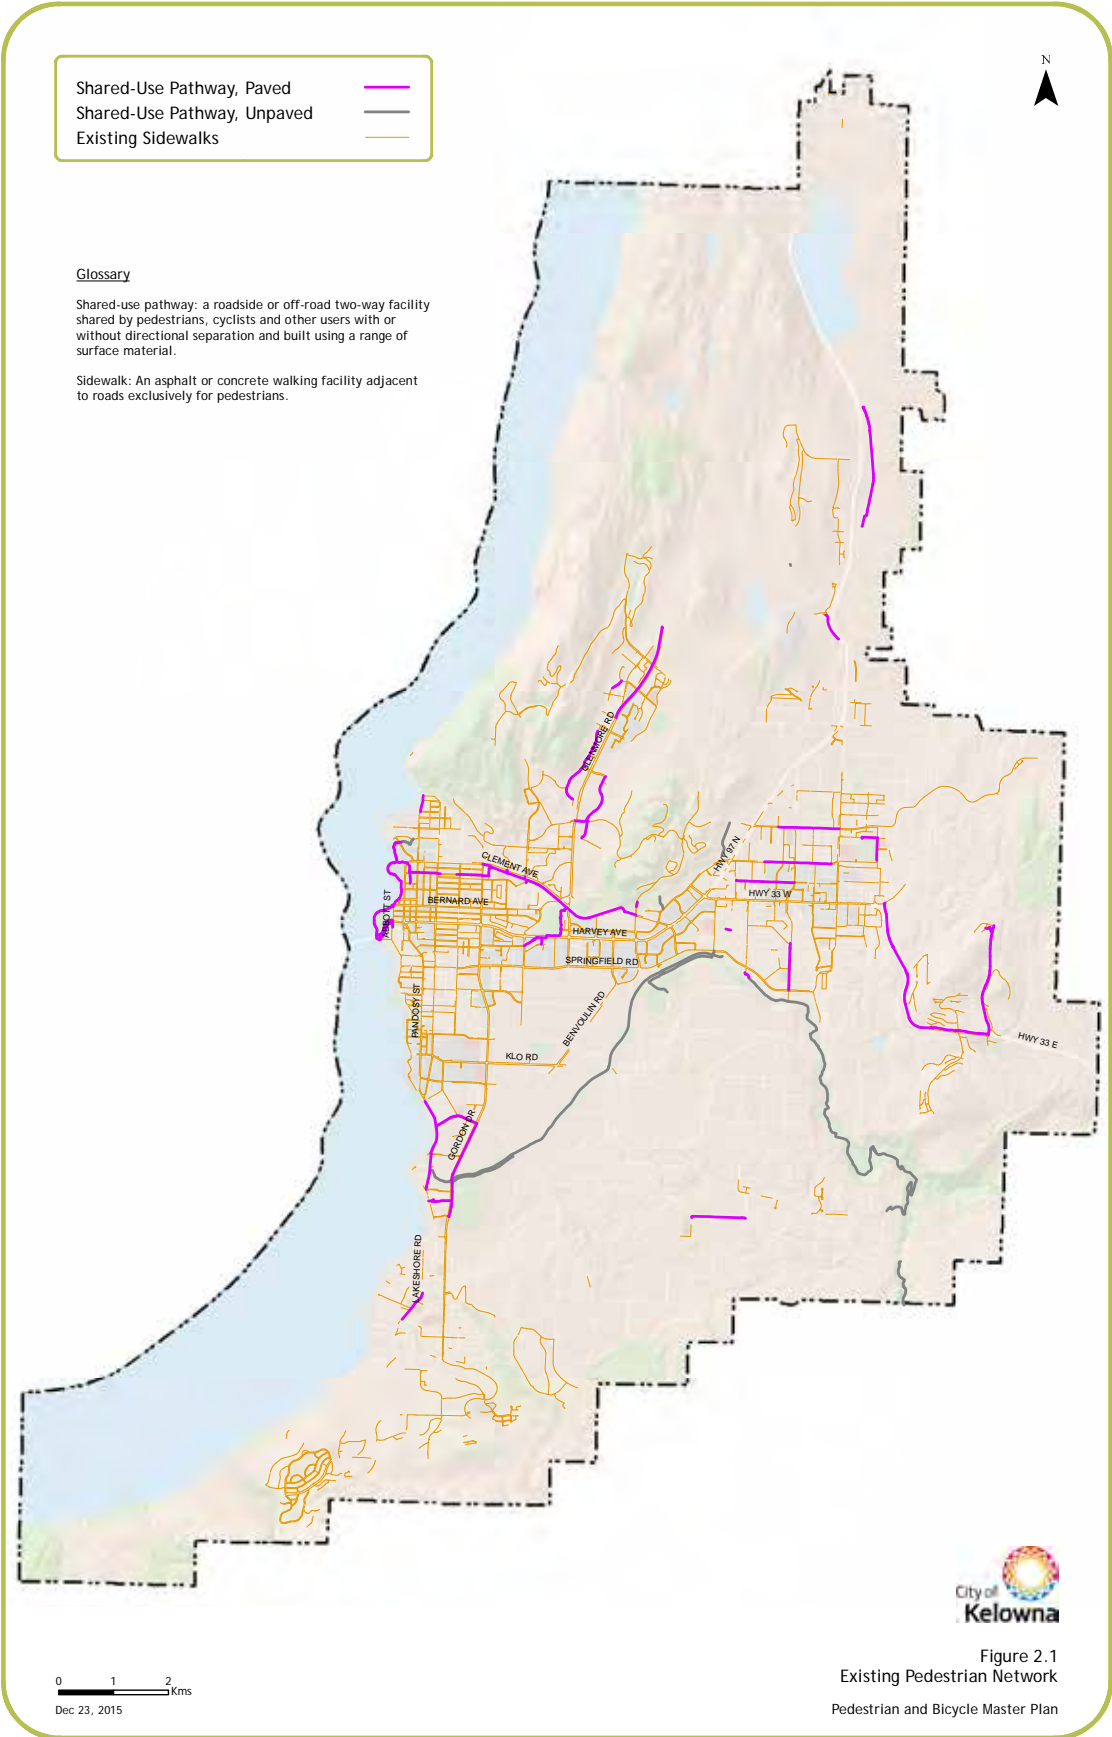 Shared-Use Pathway, Paved
Shared-Use Pathway, Unpaved
Existing Sidewalks
N
Glossary
Shared-use pathway: a roadside or off-road two-way facility
shared by pedestrians, cyclists and other users with or
without directional separation and built using a range of
surface material.
Sidewalk: An asphalt or concrete walking facility adjacent
to roads exclusively for pedestrians.
GLENMORE RD
CLEMENT AVE
HWY 97 N
HWY 33 W
ABBOTT ST
BERNARD AVE
HARVEY AVE
SPRINGFIELD RD
PANDOSY ST
BENVOULIN RD
KLO RD
HWY 33 E
GORDON DR
LAKESHORE RD
City of
Kelowna
Figure 2.1
Existing Pedestrian Network
Pedestrian and Bicycle Master Plan
0 1 2
Kms
Dec 23, 2015